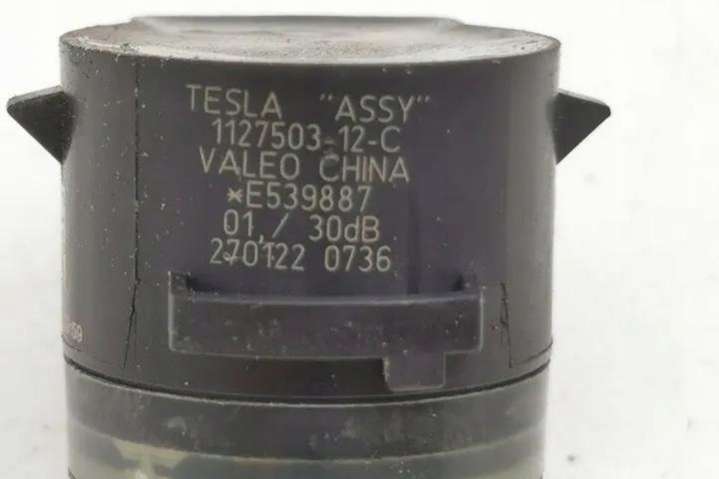 TESLA "ASSY"
1127503-12-C
VALEO CHINA
*E539887
01,/ 30dB
270122 0736